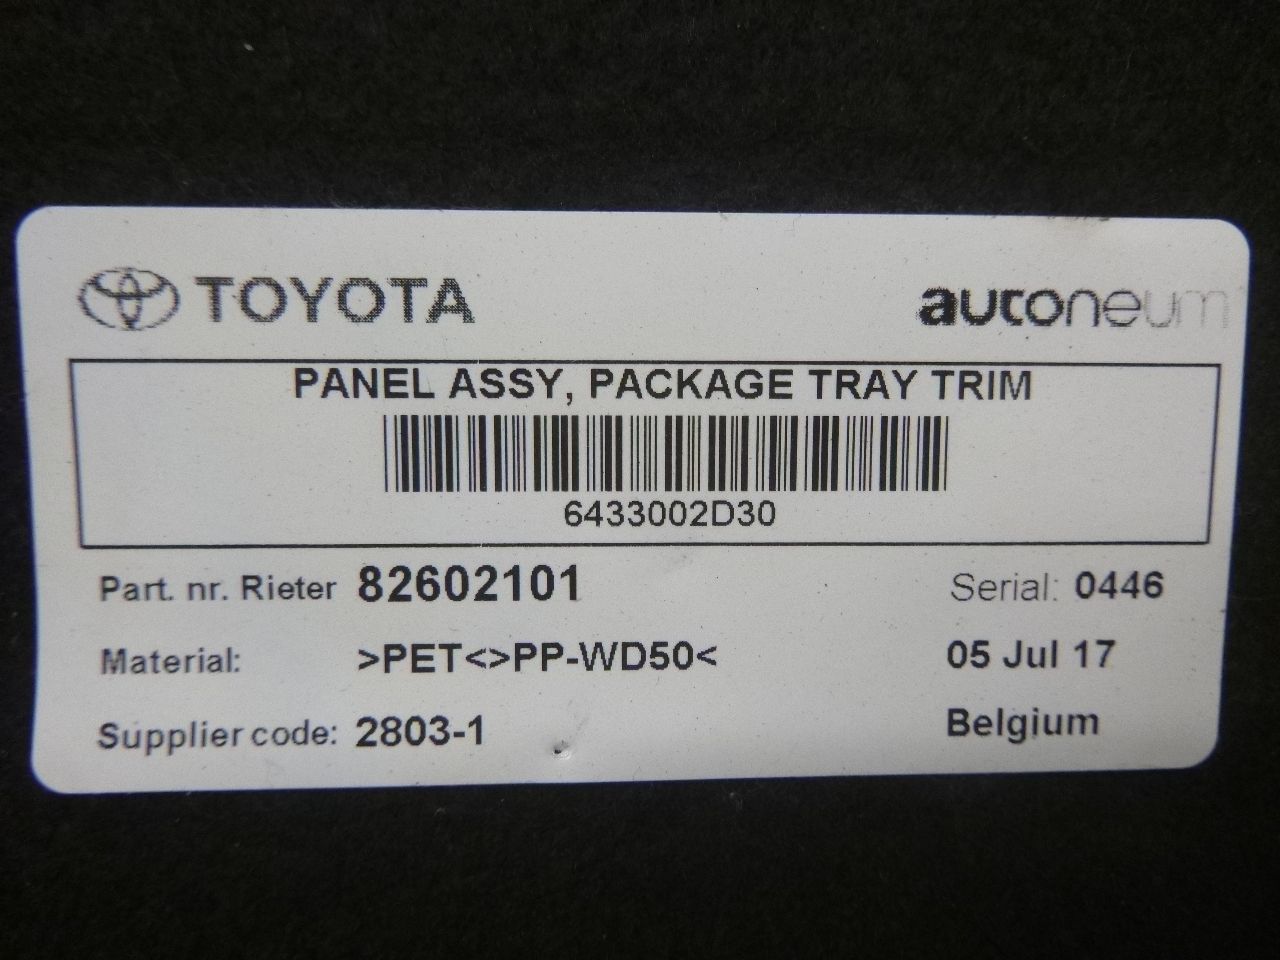 TOYOTA autoneum
PANEL ASSY, PACKAGE TRAY TRIM
6433002D30
Part. nr. Rieter 82602101 Serial: 0446
Material: >PET<>PP-WD50< 05 Jul 17
Supplier code: 2803-1 Belgium